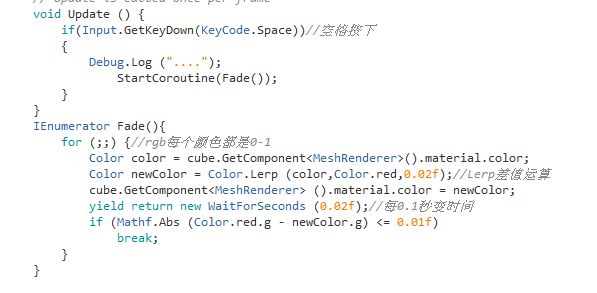 // Update is called once per frame
void Update () {
if(Input.GetKeyDown(KeyCode.Space))//空格按下
{
Debug.Log ("....");
StartCoroutine(Fade());
}
}
IEnumerator Fade(){
for (;;) {//rgb每个颜色都是0-1
Color color = cube.GetComponent<MeshRenderer>().material.color;
Color newColor = Color.Lerp (color,Color.red,0.02f);//Lerp差值运算
cube.GetComponent<MeshRenderer> ().material.color = newColor;
yield return new WaitForSeconds (0.02f);//每0.1秒变时间
if (Mathf.Abs (Color.red.g - newColor.g) <= 0.01f)
break;
}
}